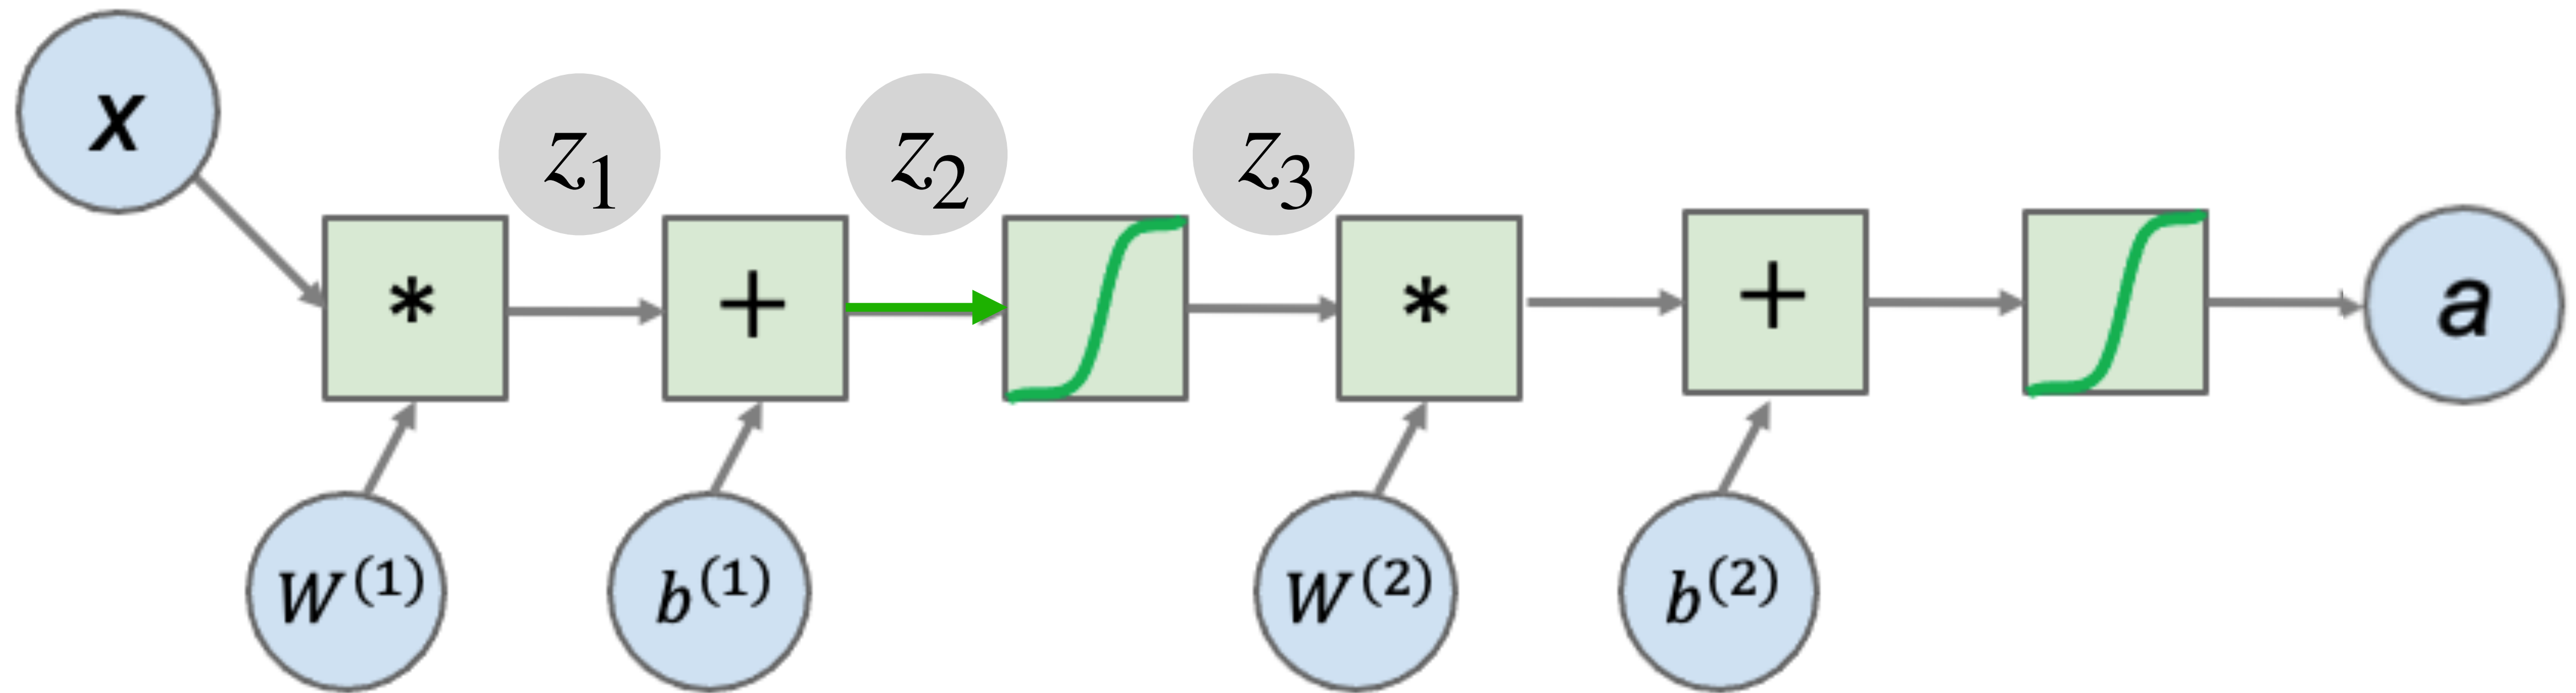 x
z₁
z₂
z₃
* + * + a
W⁽¹⁾
b⁽¹⁾
W⁽²⁾
b⁽²⁾